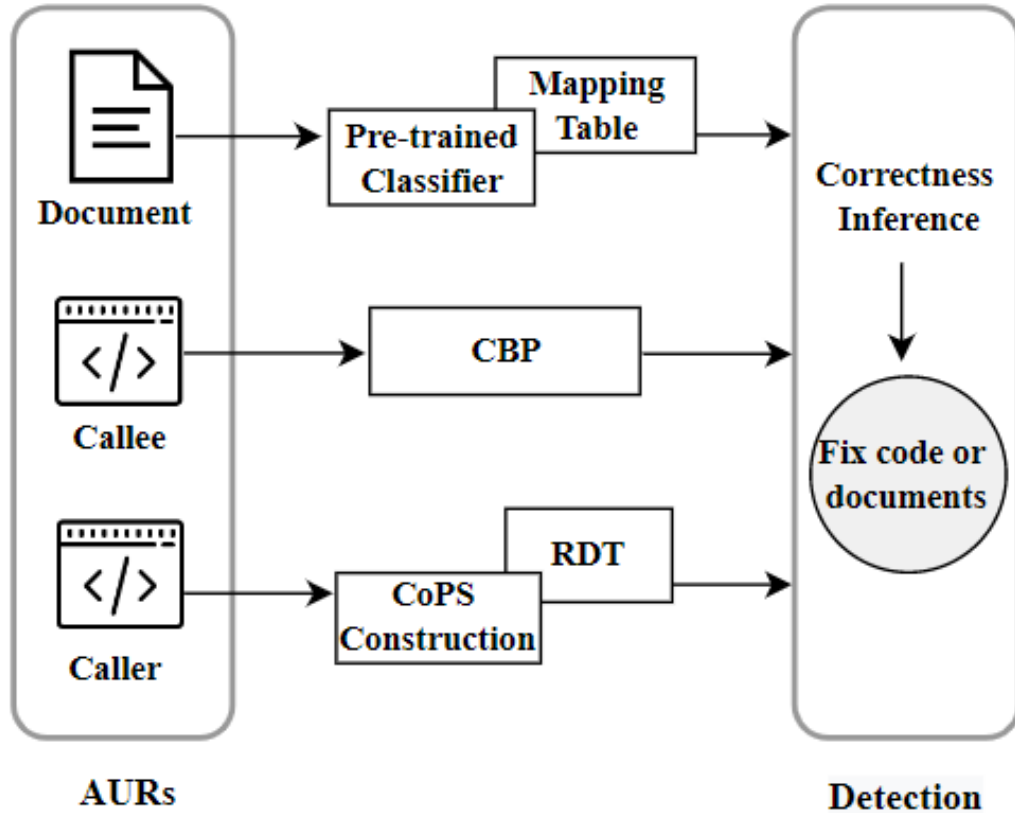 Document
Callee
Caller
AURs
Pre-trained
Classifier
Mapping
Table
CBP
CoPS
Construction
RDT
Correctness
Inference
Fix code or
documents
Detection